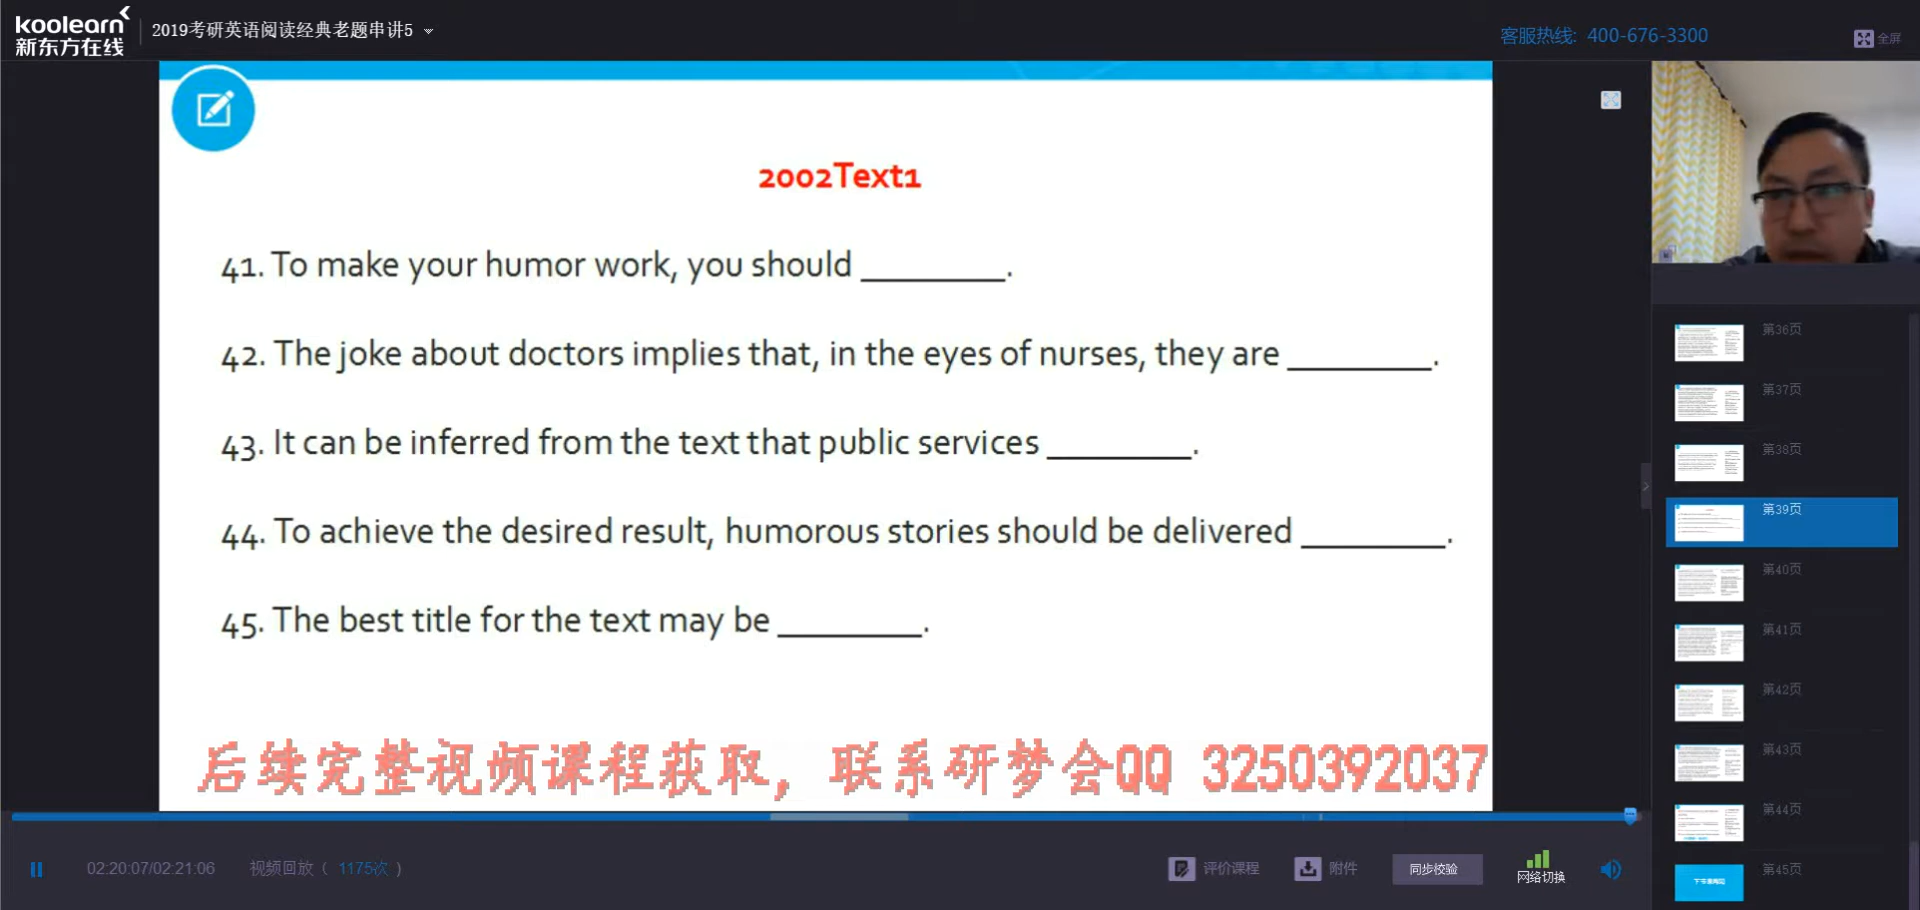 koolearn
新东方在线
2019考研英语阅读经典老题串讲5
客服热线: 400-676-3300
全屏
2002Text1
41. To make your humor work, you should ________.
42. The joke about doctors implies that, in the eyes of nurses, they are ________.
43. It can be inferred from the text that public services ________.
44. To achieve the desired result, humorous stories should be delivered ________.
45. The best title for the text may be ________.
后续完整视频课程获取，联系研梦会QQ 3250392037
第36页
第37页
第38页
第39页
第40页
第41页
第42页
第43页
第44页
第45页
02:20:07/02:21:06
视频回放（ 1175次 ）
评价课程
附件
同步校验
网络切换